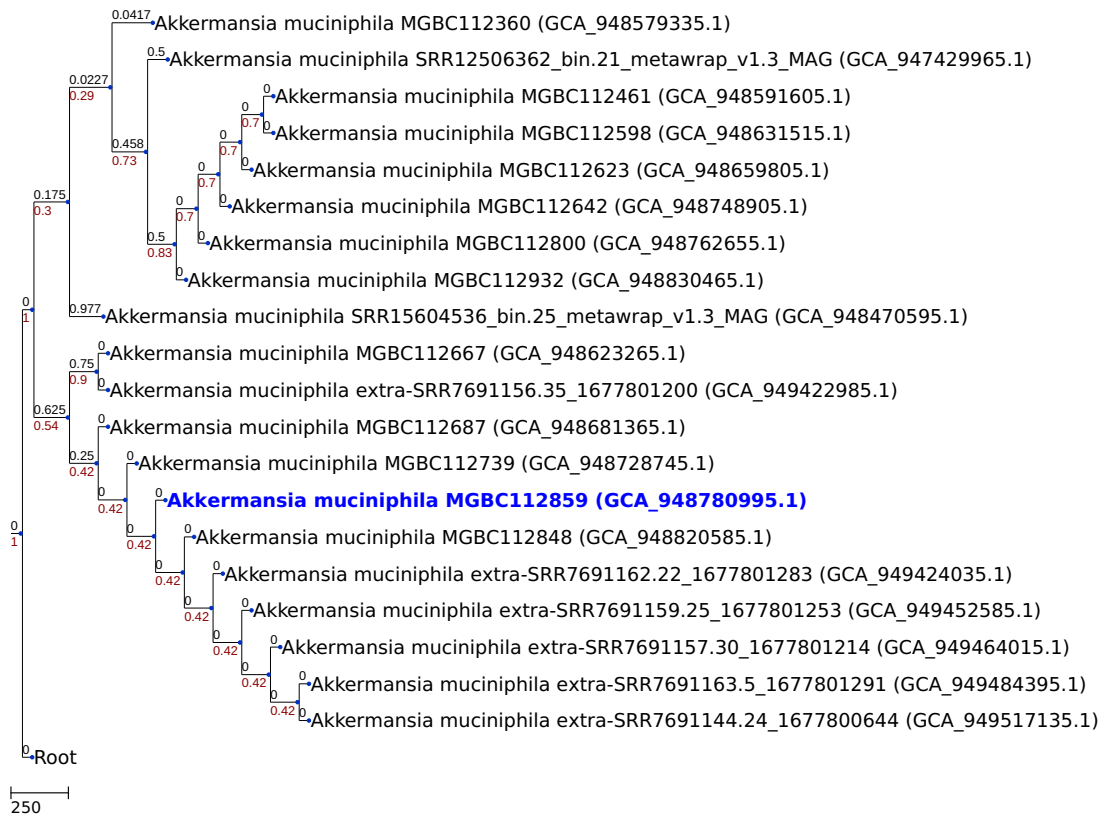 0.0417 Akkermansia muciniphila MGBC112360 (GCA_948579335.1)
0.5 Akkermansia muciniphila SRR12506362_bin.21_metawrap_v1.3_MAG (GCA_947429965.1)
0.0227
0.29
0 Akkermansia muciniphila MGBC112461 (GCA_948591605.1)
0
0.7
0 Akkermansia muciniphila MGBC112598 (GCA_948631515.1)
0
0.7
0.458
0.73
0 Akkermansia muciniphila MGBC112623 (GCA_948659805.1)
0
0.7
0.175
0.3
0 Akkermansia muciniphila MGBC112642 (GCA_948748905.1)
0
0.7
0 Akkermansia muciniphila MGBC112800 (GCA_948762655.1)
0.5
0.83
0 Akkermansia muciniphila MGBC112932 (GCA_948830465.1)
0
1
0.977 Akkermansia muciniphila SRR15604536_bin.25_metawrap_v1.3_MAG (GCA_948470595.1)
0 Akkermansia muciniphila MGBC112667 (GCA_948623265.1)
0.75
0.9
0 Akkermansia muciniphila extra-SRR7691156.35_1677801200 (GCA_949422985.1)
0.625
0.54
0 Akkermansia muciniphila MGBC112687 (GCA_948681365.1)
0.25
0.42
0 Akkermansia muciniphila MGBC112739 (GCA_948728745.1)
0
0.42
0 Akkermansia muciniphila MGBC112859 (GCA_948780995.1)
0
1
0
0.42
0 Akkermansia muciniphila MGBC112848 (GCA_948820585.1)
0
0.42
0 Akkermansia muciniphila extra-SRR7691162.22_1677801283 (GCA_949424035.1)
0
0.42
0 Akkermansia muciniphila extra-SRR7691159.25_1677801253 (GCA_949452585.1)
0
0.42
0 Akkermansia muciniphila extra-SRR7691157.30_1677801214 (GCA_949464015.1)
0
0.42
0 Akkermansia muciniphila extra-SRR7691163.5_1677801291 (GCA_949484395.1)
0
0.42
0 Akkermansia muciniphila extra-SRR7691144.24_1677800644 (GCA_949517135.1)
0 Root
250